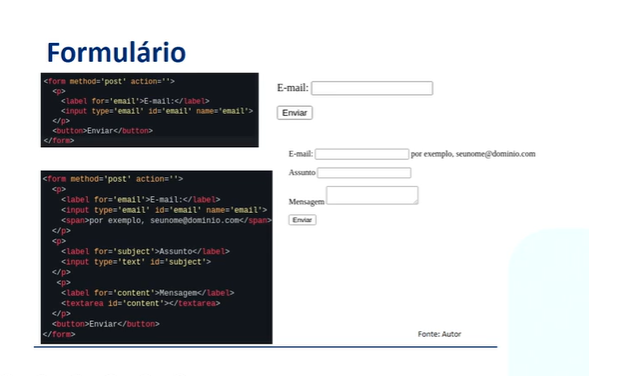 Formulário
<form method='post' action=''>
<p>
<label for='email'>E-mail:</label>
<input type='email' id='email' name='email'>
</p>
<button>Enviar</button>
</form>
E-mail:
Enviar
<form method='post' action=''>
<p>
<label for='email'>E-mail:</label>
<input type='email' id='email' name='email'>
<span>por exemplo, seunome@dominio.com</span>
</p>
<p>
<label for='subject'>Assunto</label>
<input type='text' id='subject'>
</p>
<p>
<label for='content'>Mensagem</label>
<textarea id='content'></textarea>
</p>
<button>Enviar</button>
</form>
E-mail: por exemplo, seunome@dominio.com
Assunto
Mensagem
Enviar
Fonte: Autor